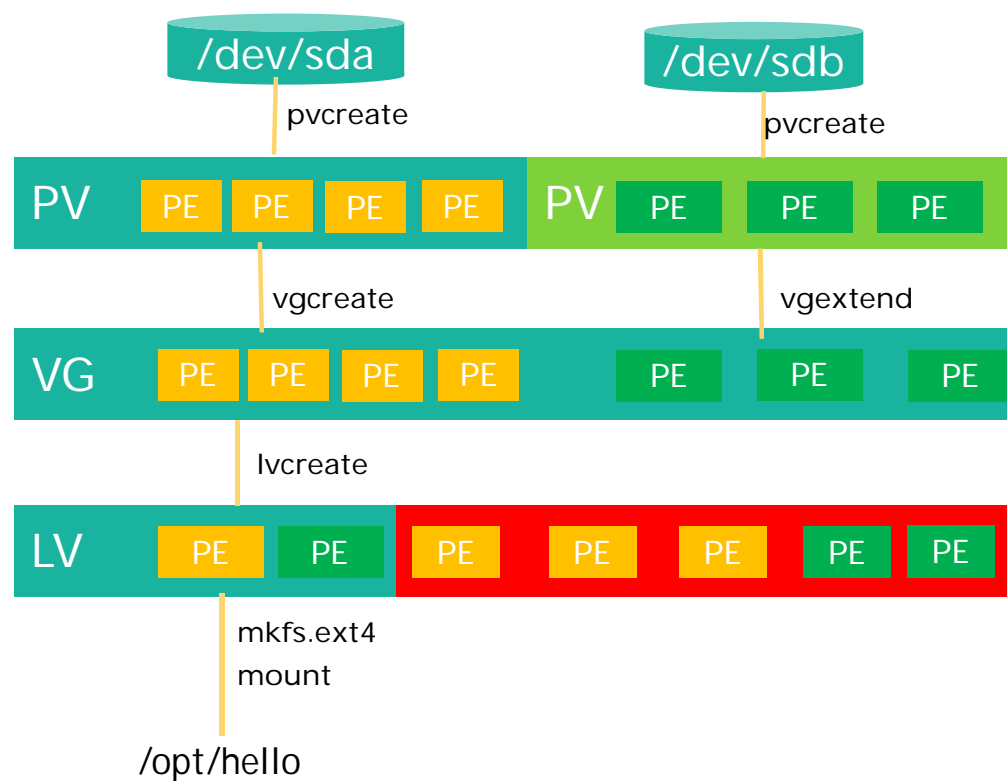 /dev/sda
/dev/sdb
pvcreate
pvcreate
PV PE PE PE PE PV PE PE PE
vgcreate
vgextend
VG PE PE PE PE PE PE PE
lvcreate
LV PE PE PE PE PE PE PE
mkfs.ext4
mount
/opt/hello